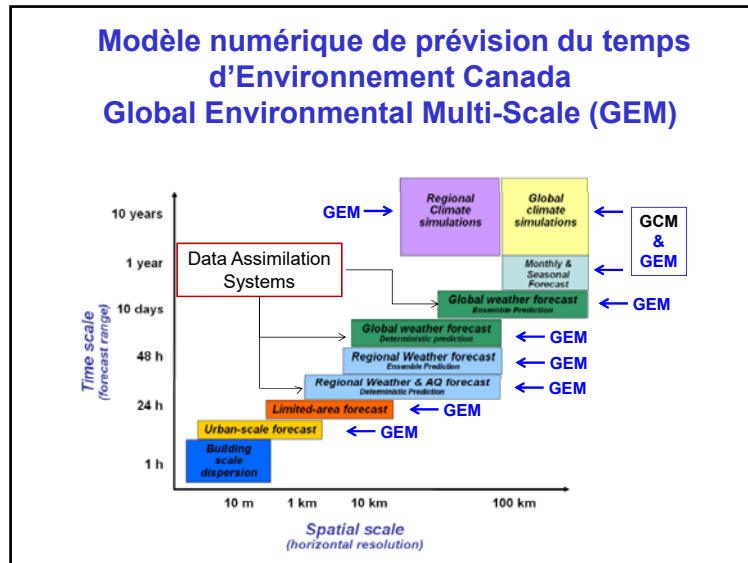 Modèle numérique de prévision du temps
d'Environnement Canada
Global Environmental Multi-Scale (GEM)
Time scale
(forecast range)
10 years
1 year
10 days
48 h
24 h
1 h
GEM
Regional
Climate
simulations
Global
climate
simulations
GCM
&
GEM
Data Assimilation
Systems
Monthly &
Seasonal
Forecast
Global weather forecast
Ensemble Prediction
GEM
Global weather forecast
Deterministic prediction
GEM
Regional Weather forecast
Ensemble Prediction
GEM
Regional Weather & AQ forecast
Deterministic Prediction
GEM
Limited-area forecast
GEM
Urban-scale forecast
GEM
Building
scale
dispersion
10 m
1 km
10 km
100 km
Spatial scale
(horizontal resolution)